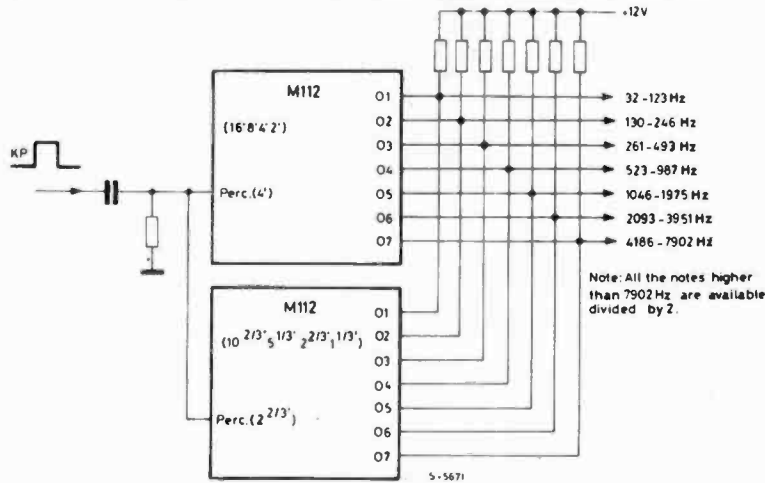 +12V
M112
(16'8'4'2')
Perc.(4')
KP
O1
O2
O3
O4
O5
O6
O7
32-123 Hz
130-246 Hz
261-493 Hz
523-987 Hz
1046-1975 Hz
2093-3951 Hz
4186-7902 Hz
Note: All the notes higher
than 7902 Hz are available
divided by 2.
M112
(10 2/3' 5 1/3' 2 2/3' 1 1/3')
Perc.(2 2/3')
O1
O2
O3
O4
O5
O6
O7
S-5671